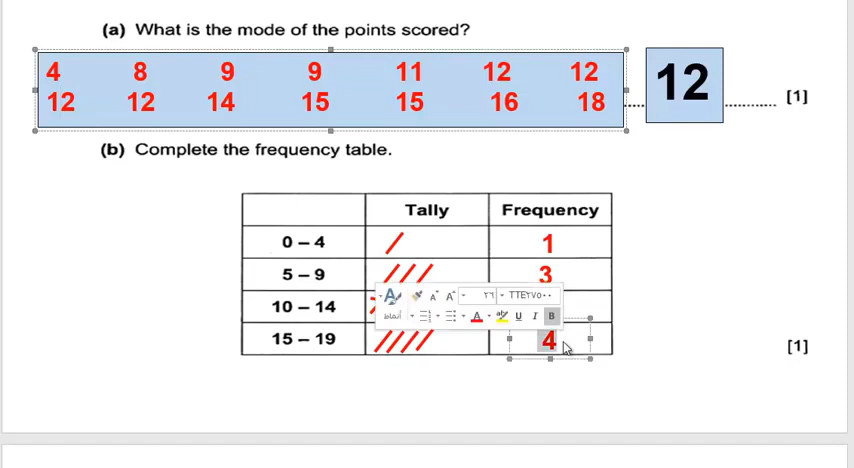 (a) What is the mode of the points scored?
4 8 9 9 11 12 12
12 12 14 15 15 16 18
12
[1]
(b) Complete the frequency table.
Tally Frequency
0 – 4 1
5 – 9 3
10 – 14
15 – 19 4
[1]
أنماط
B I U